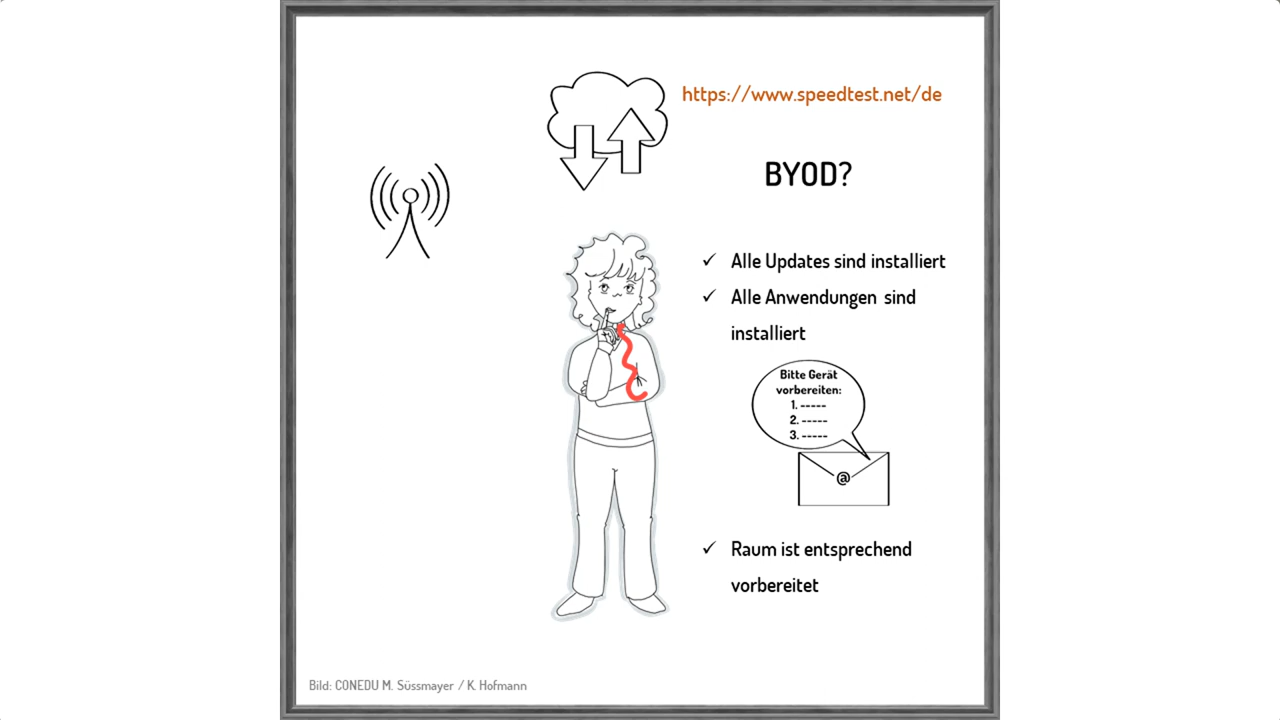 https://www.speedtest.net/de
BYOD?
✓ Alle Updates sind installiert
✓ Alle Anwendungen sind
installiert
Bitte Gerät
vorbereiten:
1. -----
2. -----
3. -----
@
✓ Raum ist entsprechend
vorbereitet
Bild: CONEDU M. Süssmayer / K. Hofmann